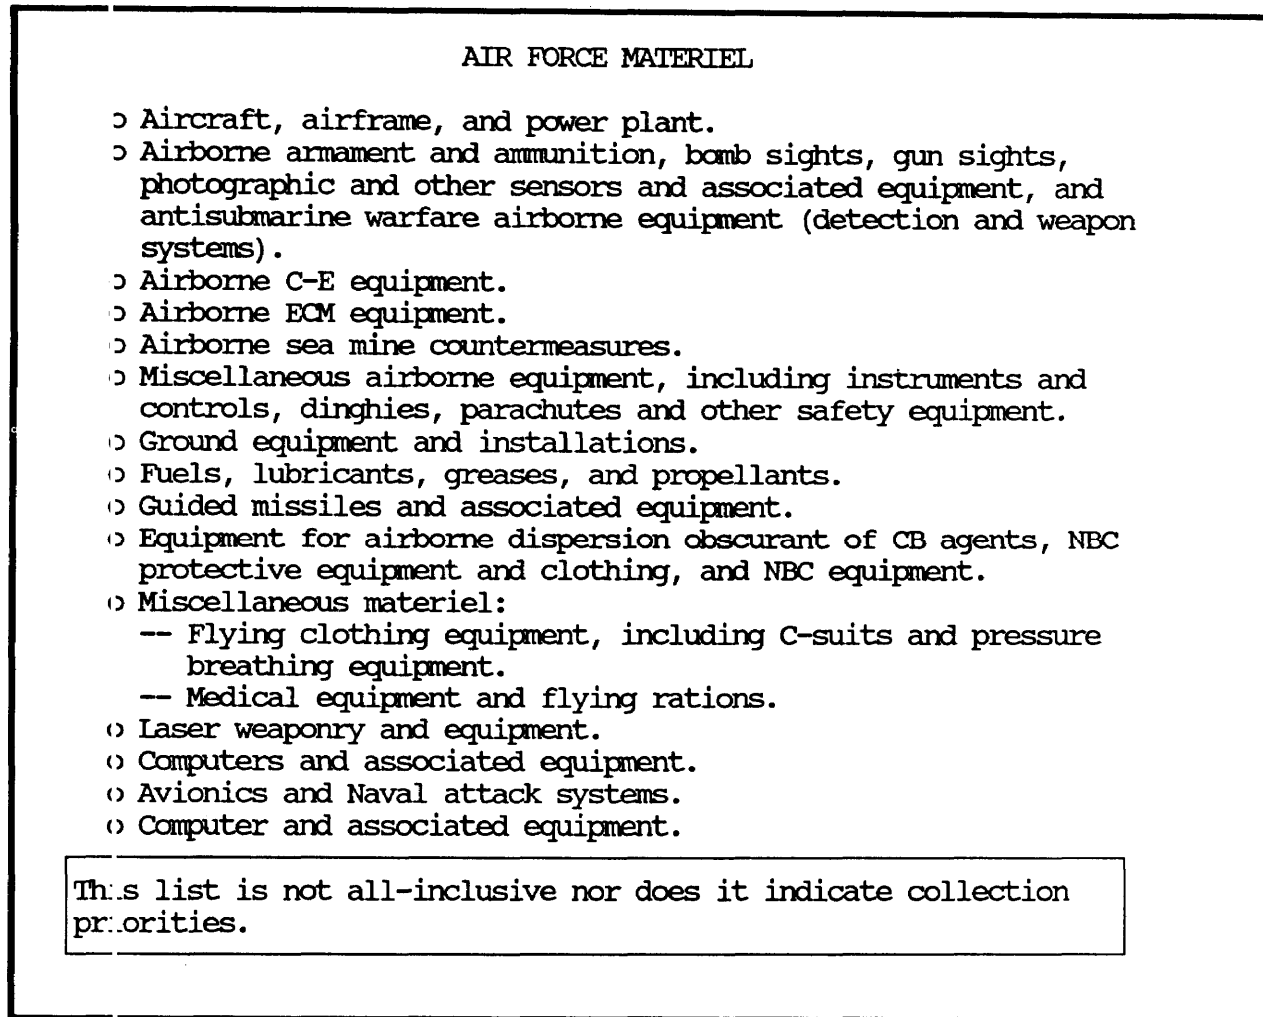 AIR FORCE MATERIEL
o Aircraft, airframe, and power plant.
o Airborne armament and ammunition, bomb sights, gun sights,
photographic and other sensors and associated equipment, and
antisubmarine warfare airborne equipment (detection and weapon
systems).
o Airborne C-E equipment.
o Airborne ECM equipment.
o Airborne sea mine countermeasures.
o Miscellaneous airborne equipment, including instruments and
controls, dinghies, parachutes and other safety equipment.
o Ground equipment and installations.
o Fuels, lubricants, greases, and propellants.
o Guided missiles and associated equipment.
o Equipment for airborne dispersion obscurant of CB agents, NBC
protective equipment and clothing, and NBC equipment.
o Miscellaneous materiel:
-- Flying clothing equipment, including C-suits and pressure
breathing equipment.
-- Medical equipment and flying rations.
o Laser weaponry and equipment.
o Computers and associated equipment.
o Avionics and Naval attack systems.
o Computer and associated equipment.
This list is not all-inclusive nor does it indicate collection
priorities.